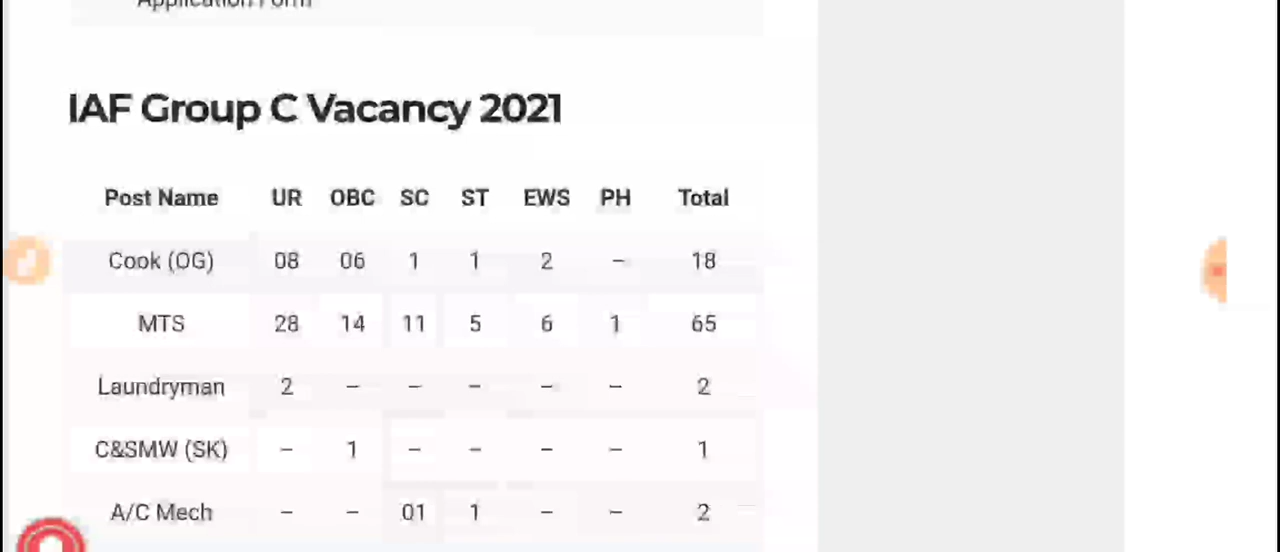 Application Form
IAF Group C Vacancy 2021
Post Name UR OBC SC ST EWS PH Total
Cook (OG) 08 06 1 1 2 – 18
MTS 28 14 11 5 6 1 65
Laundryman 2 – – – – – 2
C&SMW (SK) – 1 – – – – 1
A/C Mech – – 01 1 – – 2